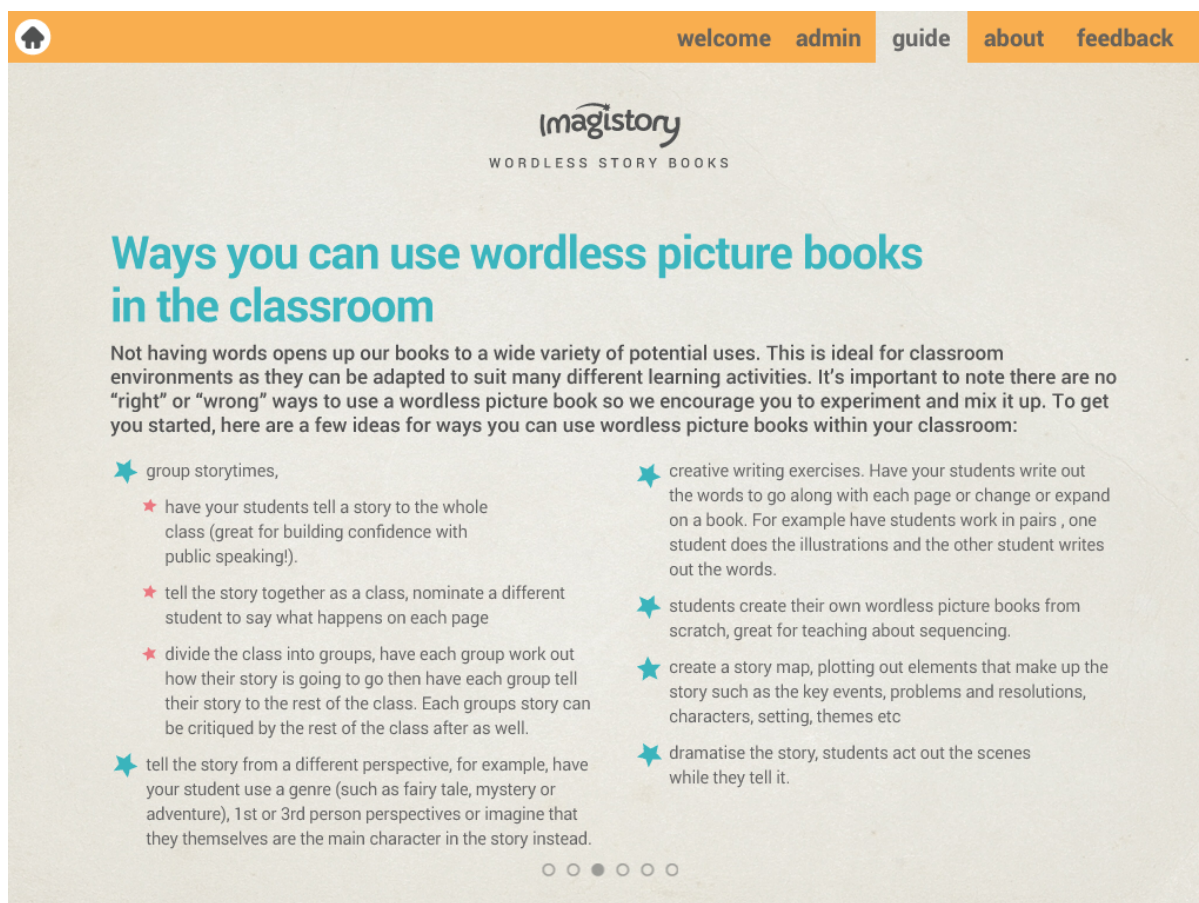 welcome admin guide about feedback
Imagistory
WORDLESS STORY BOOKS
Ways you can use wordless picture books
in the classroom
Not having words opens up our books to a wide variety of potential uses. This is ideal for classroom
environments as they can be adapted to suit many different learning activities. It's important to note there are no
“right” or “wrong” ways to use a wordless picture book so we encourage you to experiment and mix it up. To get
you started, here are a few ideas for ways you can use wordless picture books within your classroom:
group storytimes,
have your students tell a story to the whole
class (great for building confidence with
public speaking!).
tell the story together as a class, nominate a different
student to say what happens on each page
divide the class into groups, have each group work out
how their story is going to go then have each group tell
their story to the rest of the class. Each groups story can
be critiqued by the rest of the class after as well.
tell the story from a different perspective, for example, have
your student use a genre (such as fairy tale, mystery or
adventure), 1st or 3rd person perspectives or imagine that
they themselves are the main character in the story instead.
creative writing exercises. Have your students write out
the words to go along with each page or change or expand
on a book. For example have students work in pairs , one
student does the illustrations and the other student writes
out the words.
students create their own wordless picture books from
scratch, great for teaching about sequencing.
create a story map, plotting out elements that make up the
story such as the key events, problems and resolutions,
characters, setting, themes etc
dramatise the story, students act out the scenes
while they tell it.